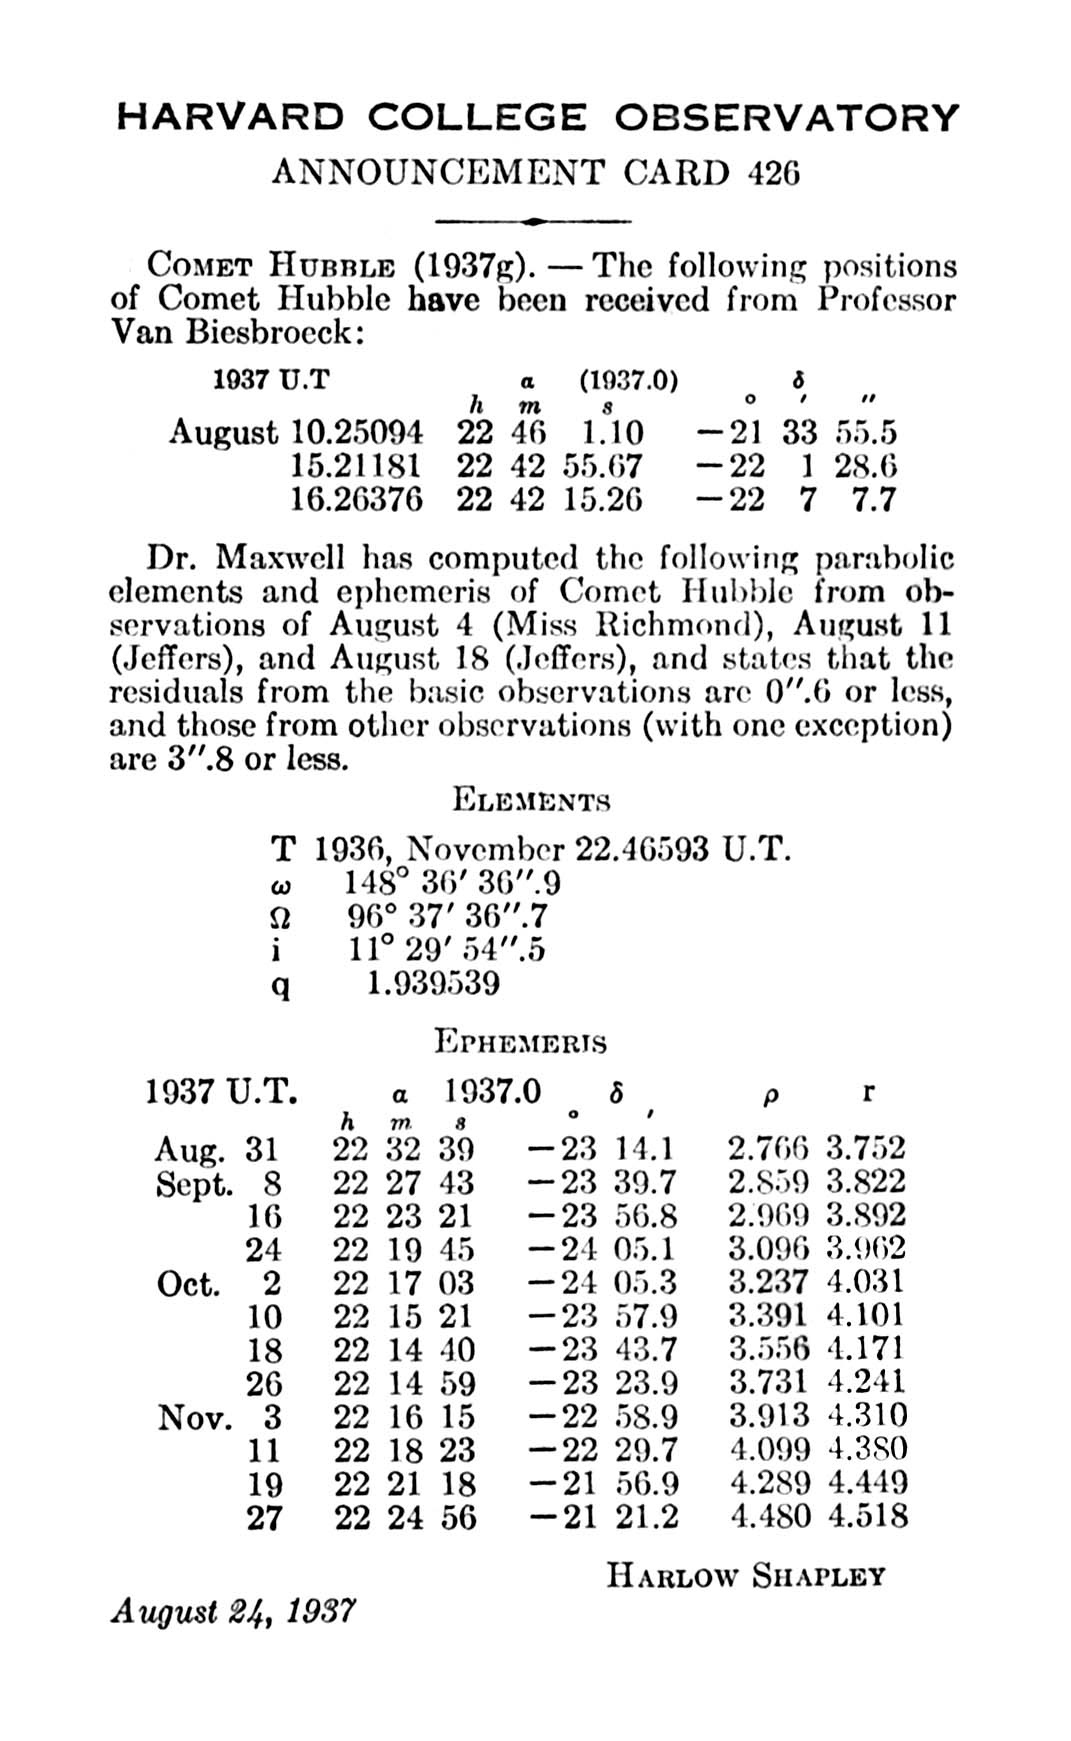 HARVARD COLLEGE OBSERVATORY
ANNOUNCEMENT CARD 426
COMET HUBBLE (1937g). — The following positions
of Comet Hubble have been received from Professor
Van Biesbroeck:
1937 U.T α (1937.0) δ
h m s ° ′ ″
August 10.25094 22 46 1.10 −21 33 55.5
15.21181 22 42 55.67 −22 1 28.6
16.26376 22 42 15.26 −22 7 7.7
Dr. Maxwell has computed the following parabolic
elements and ephemeris of Comet Hubble from ob-
servations of August 4 (Miss Richmond), August 11
(Jeffers), and August 18 (Jeffers), and states that the
residuals from the basic observations are 0″.6 or less,
and those from other observations (with one exception)
are 3″.8 or less.
ELEMENTS
T 1936, November 22.46593 U.T.
ω 148° 36′ 36″.9
Ω 96° 37′ 36″.7
i 11° 29′ 54″.5
q 1.939539
EPHEMERIS
1937 U.T. α 1937.0 δ ρ r
h m s ° ′
Aug. 31 22 32 39 −23 14.1 2.766 3.752
Sept. 8 22 27 43 −23 39.7 2.859 3.822
16 22 23 21 −23 56.8 2.969 3.892
24 22 19 45 −24 05.1 3.096 3.962
Oct. 2 22 17 03 −24 05.3 3.237 4.031
10 22 15 21 −23 57.9 3.391 4.101
18 22 14 40 −23 43.7 3.556 4.171
26 22 14 59 −23 23.9 3.731 4.241
Nov. 3 22 16 15 −22 58.9 3.913 4.310
11 22 18 23 −22 29.7 4.099 4.380
19 22 21 18 −21 56.9 4.289 4.449
27 22 24 56 −21 21.2 4.480 4.518
HARLOW SHAPLEY
August 24, 1937